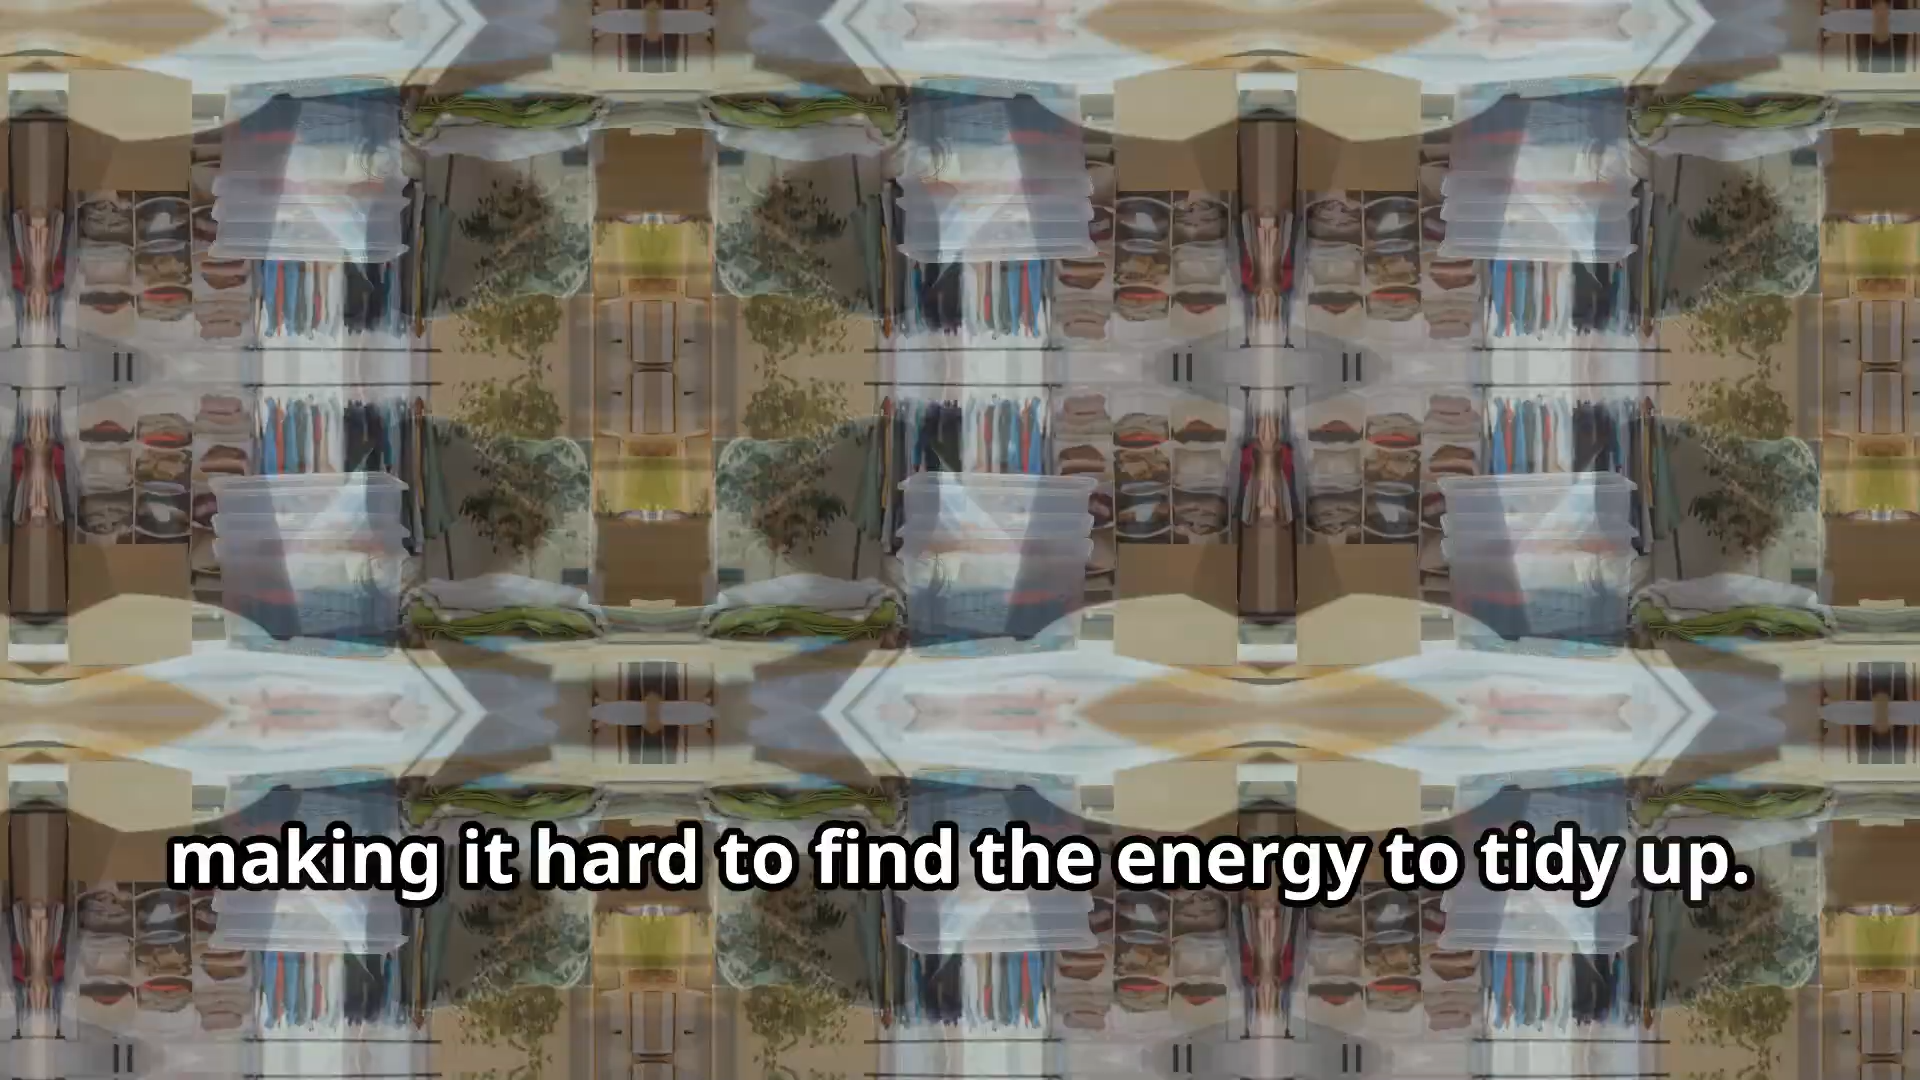 making it hard to find the energy to tidy up.